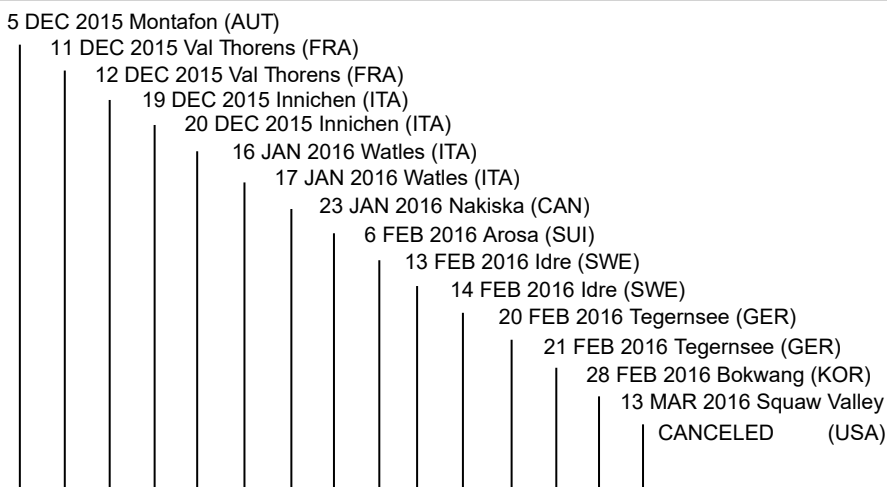 5 DEC 2015 Montafon (AUT)
11 DEC 2015 Val Thorens (FRA)
12 DEC 2015 Val Thorens (FRA)
19 DEC 2015 Innichen (ITA)
20 DEC 2015 Innichen (ITA)
16 JAN 2016 Watles (ITA)
17 JAN 2016 Watles (ITA)
23 JAN 2016 Nakiska (CAN)
6 FEB 2016 Arosa (SUI)
13 FEB 2016 Idre (SWE)
14 FEB 2016 Idre (SWE)
20 FEB 2016 Tegernsee (GER)
21 FEB 2016 Tegernsee (GER)
28 FEB 2016 Bokwang (KOR)
13 MAR 2016 Squaw Valley
CANCELED (USA)